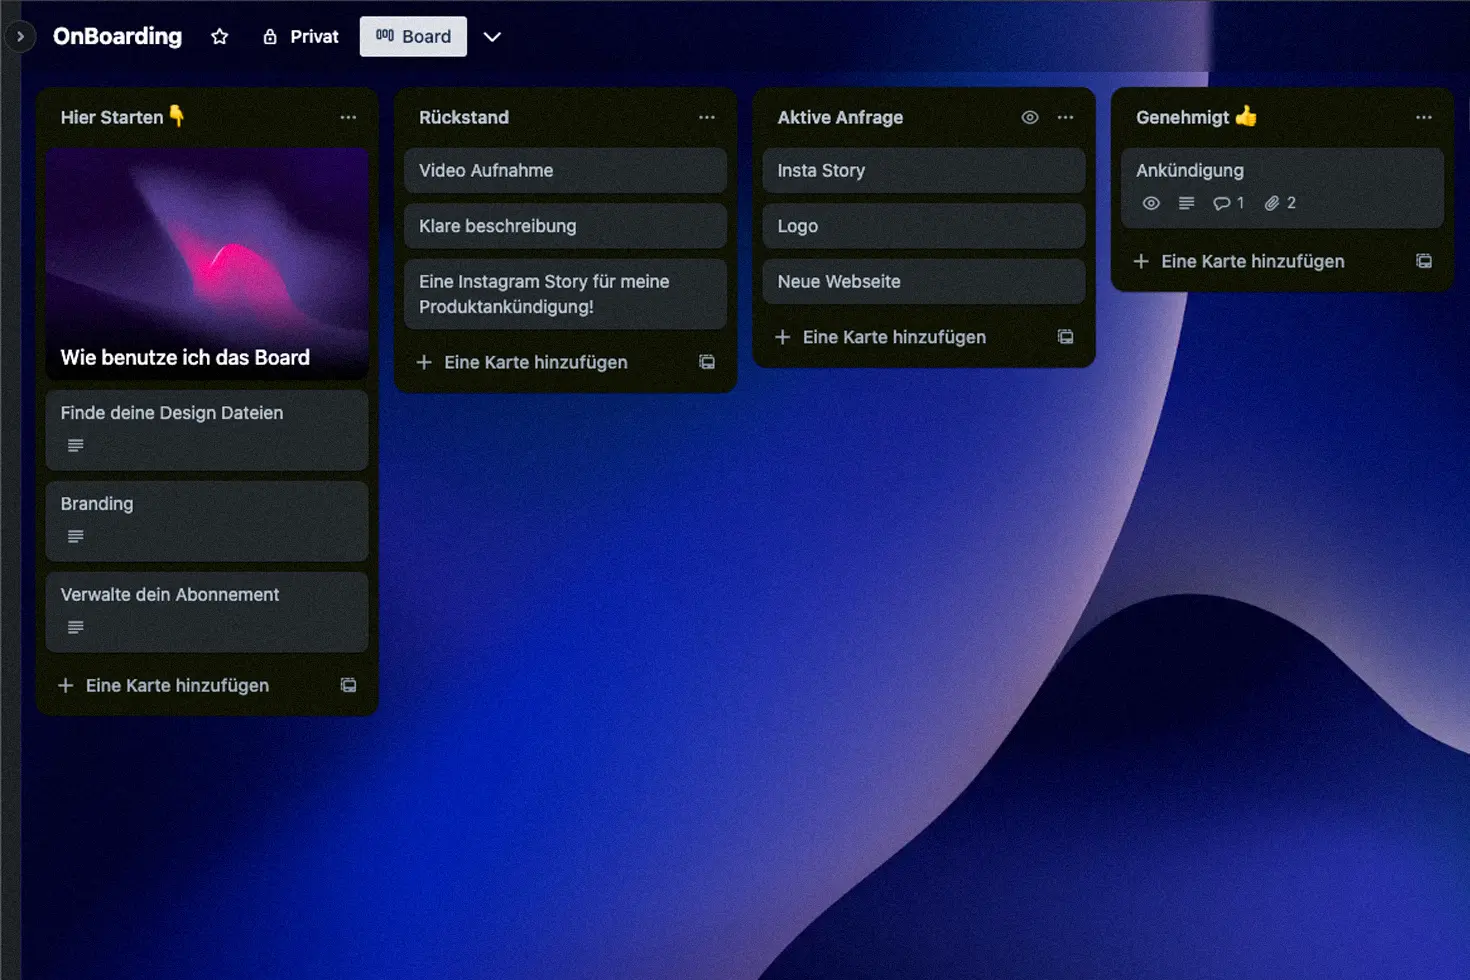 OnBoarding
Privat
Board
Hier Starten👇
Wie benutze ich das Board
Finde deine Design Dateien
Branding
Verwalte dein Abonnement
Eine Karte hinzufügen
Rückstand
Video Aufnahme
Klare beschreibung
Eine Instagram Story für meine
Produktankündigung!
Eine Karte hinzufügen
Aktive Anfrage
Insta Story
Logo
Neue Webseite
Eine Karte hinzufügen
Genehmigt 👍
Ankündigung
1 2
Eine Karte hinzufügen